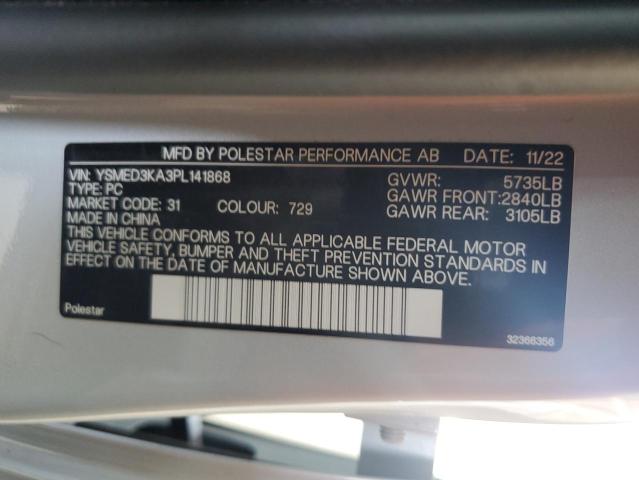 MFD BY POLESTAR PERFORMANCE AB DATE: 11/22
VIN: YSMED3KA3PL141868 GVWR: 5735LB
TYPE: PC GAWR FRONT:2840LB
MARKET CODE: 31 COLOUR: 729 GAWR REAR: 3105LB
MADE IN CHINA
THIS VEHICLE CONFORMS TO ALL APPLICABLE FEDERAL MOTOR
VEHICLE SAFETY, BUMPER AND THEFT PREVENTION STANDARDS IN
EFFECT ON THE DATE OF MANUFACTURE SHOWN ABOVE.
Polestar 32366356